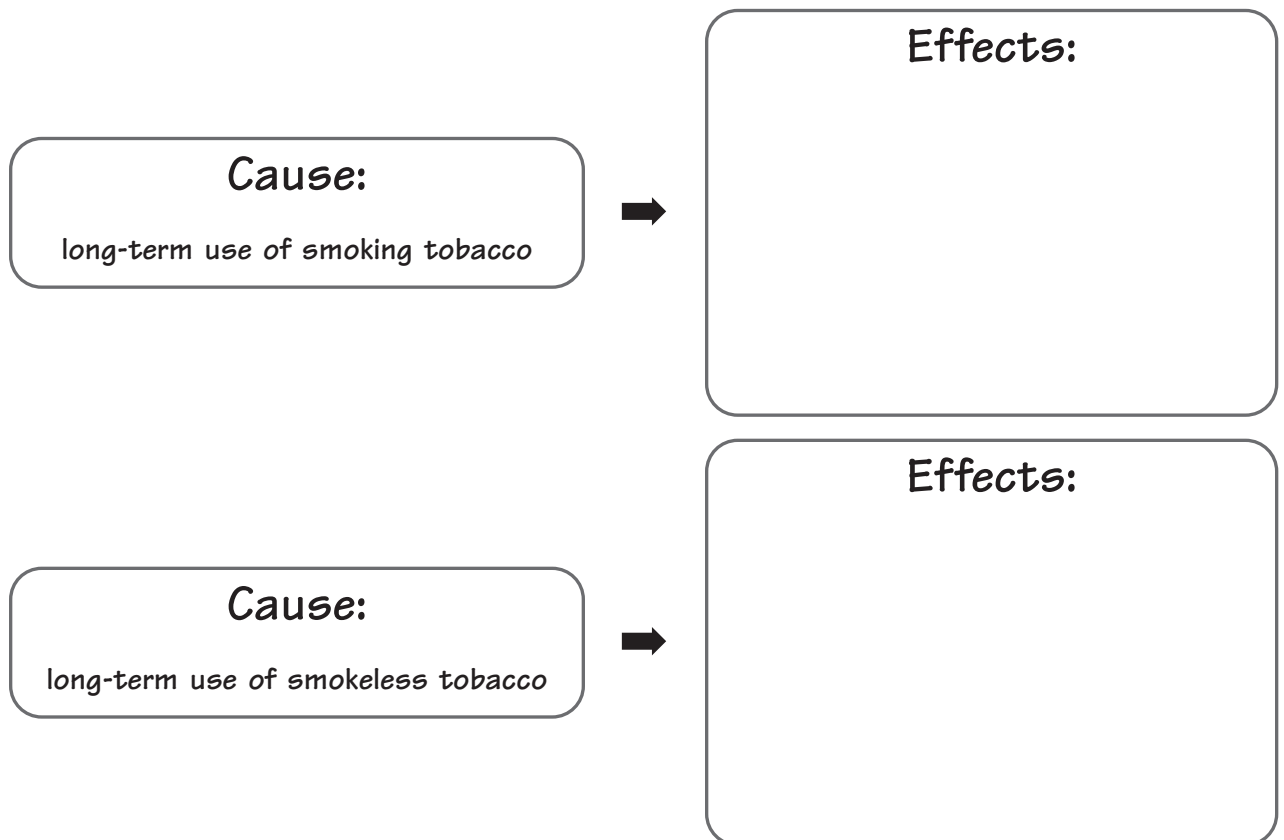 Effects:
Cause:
long-term use of smoking tobacco
Effects:
Cause:
long-term use of smokeless tobacco